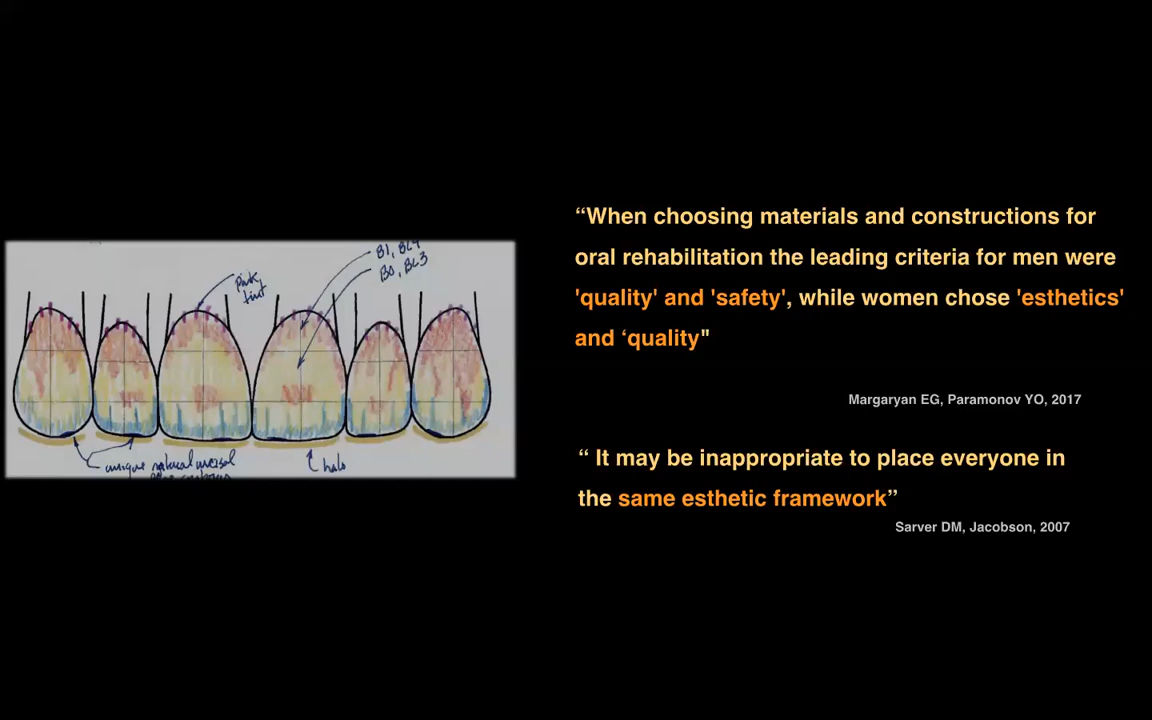 B1, BL4
B0, BL3
Pink
tint
unique natural incisal
halo
“When choosing materials and constructions for
oral rehabilitation the leading criteria for men were
'quality' and 'safety', while women chose 'esthetics'
and ‘quality"
Margaryan EG, Paramonov YO, 2017
“ It may be inappropriate to place everyone in
the same esthetic framework”
Sarver DM, Jacobson, 2007